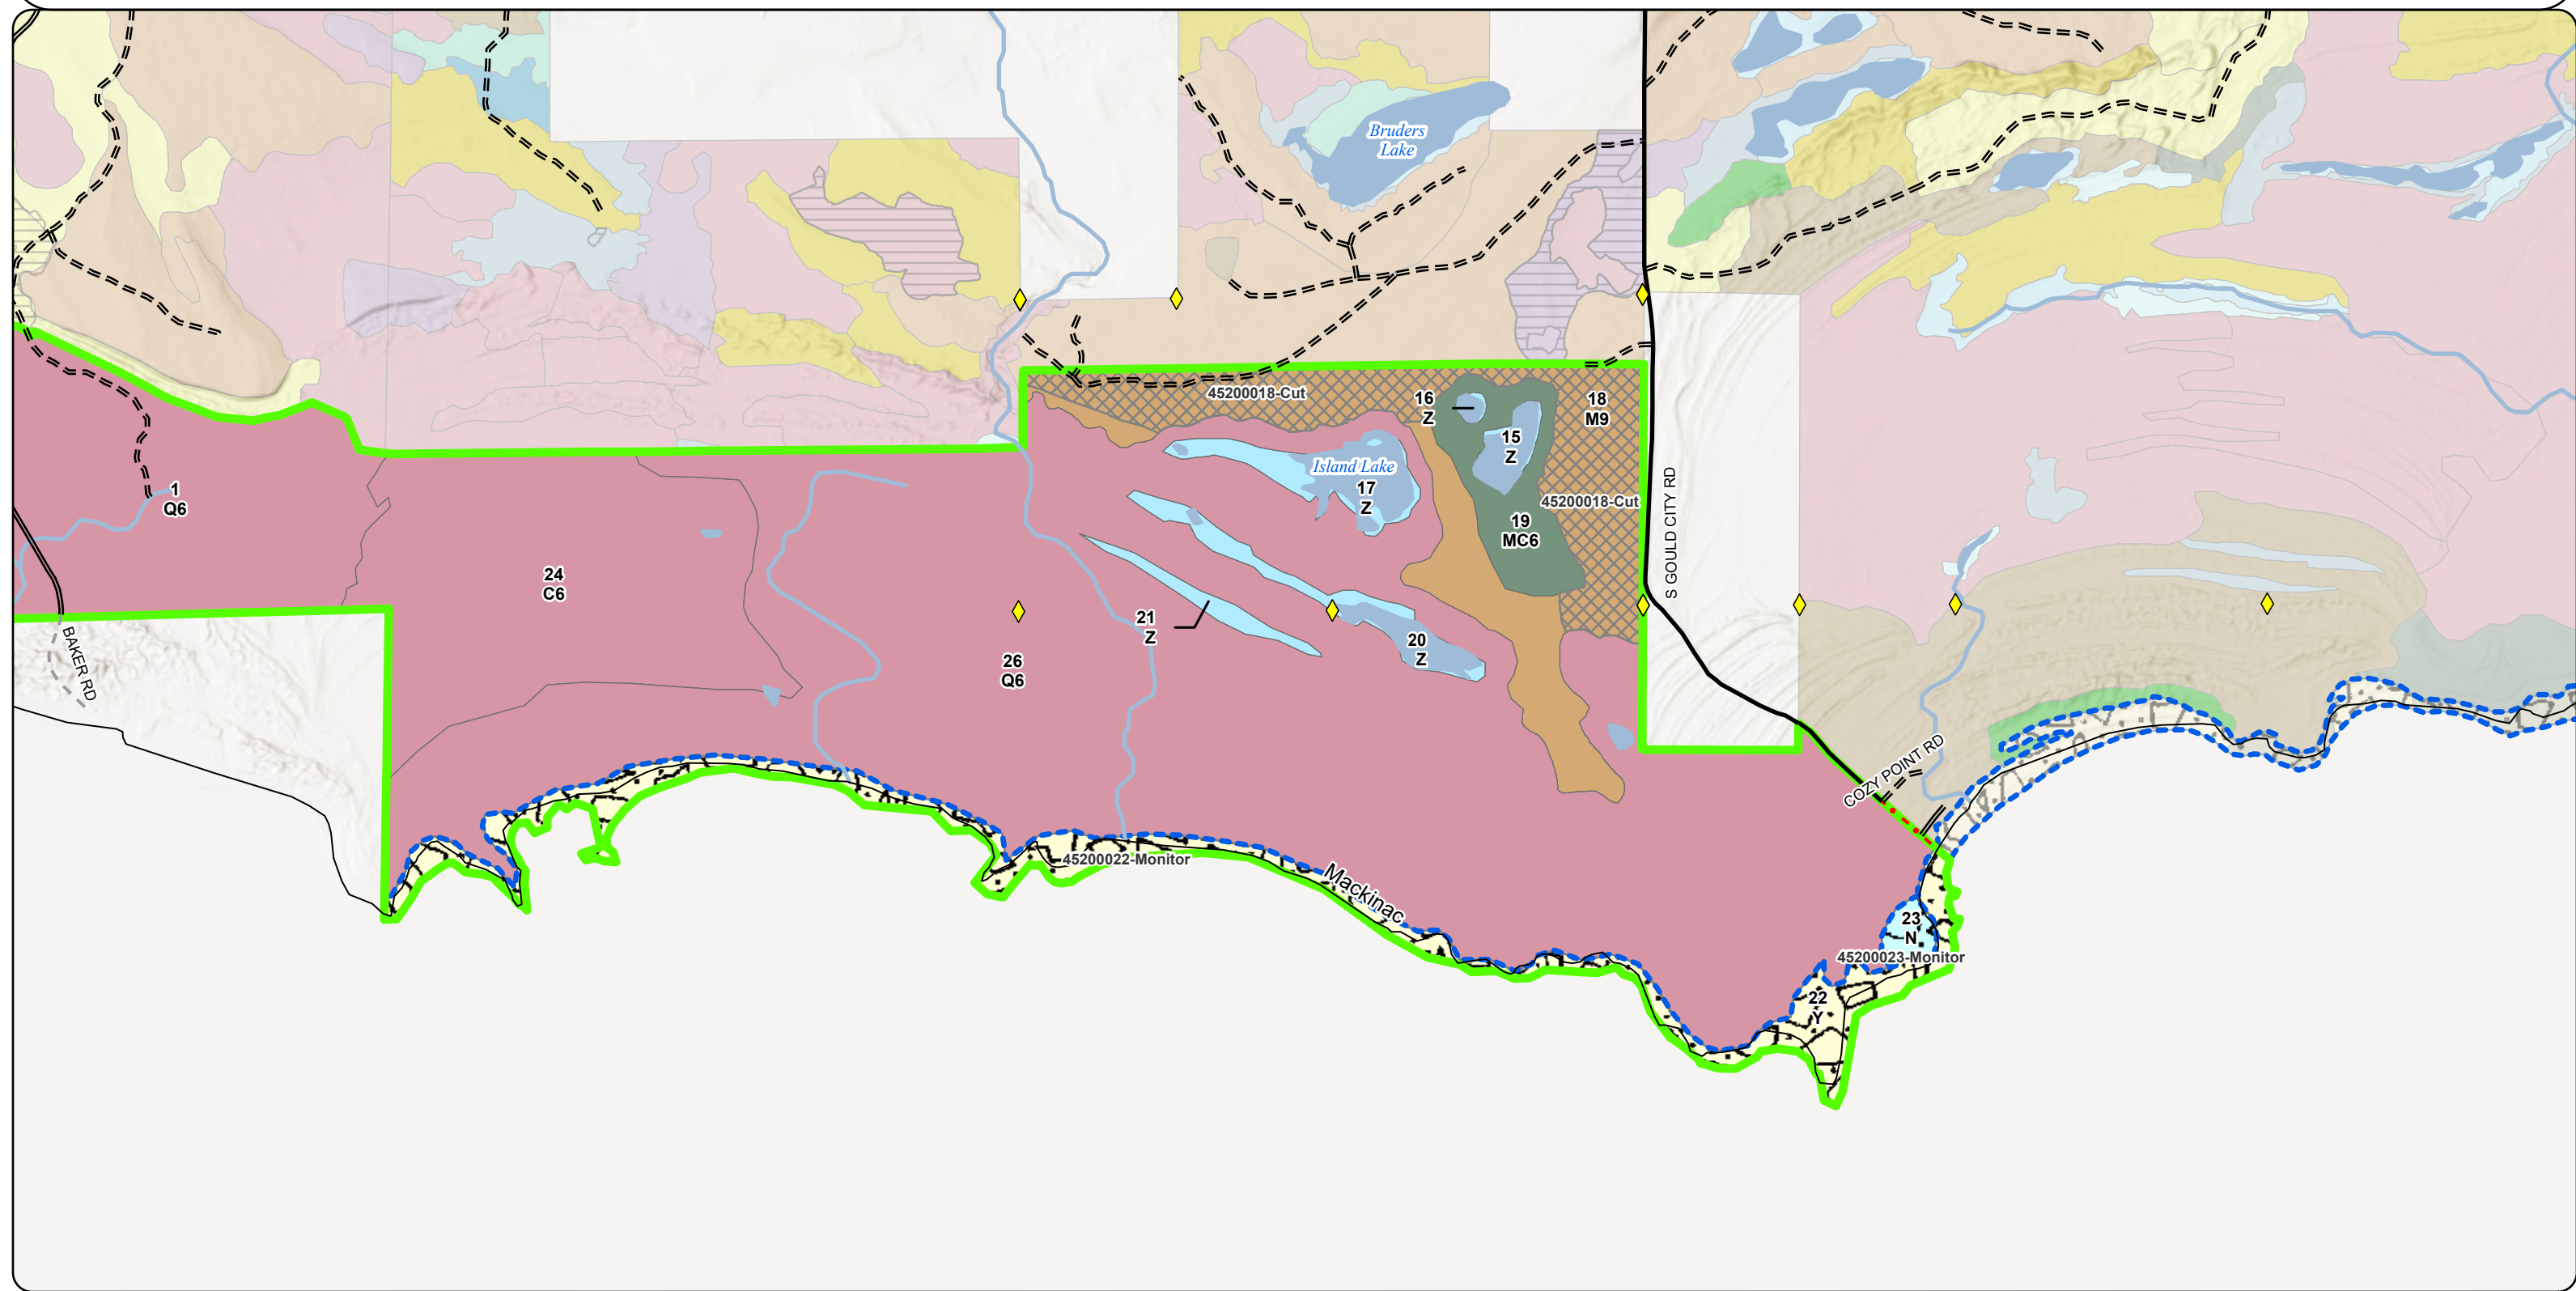 Bruders
Lake
45200018-Cut
16
Z
18
M9
15
Z
Island Lake
17
Z
45200018-Cut
1
Q6
19
MC6
S GOULD CITY RD
24
C6
21
Z
20
Z
26
Q6
BAKER RD
COZY POINT RD
45200022-Monitor
Mackinac
23
N
45200023-Monitor
22
Y